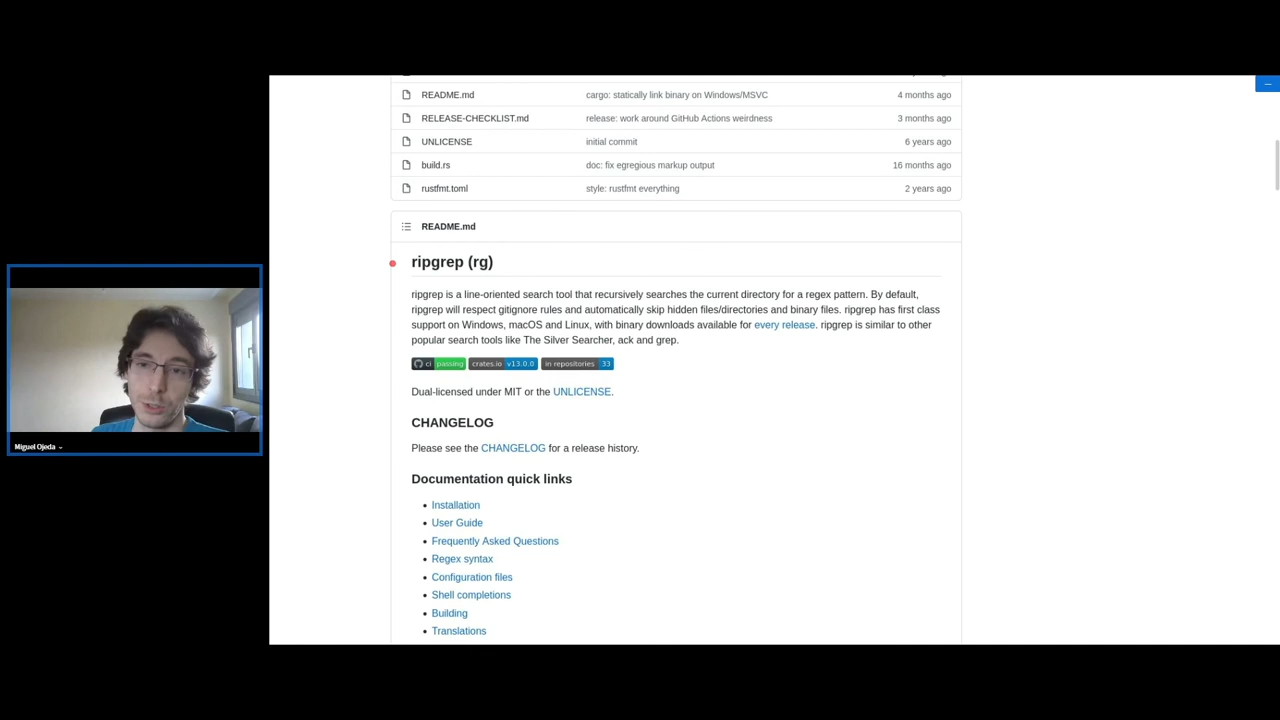 README.md cargo: statically link binary on Windows/MSVC 4 months ago
RELEASE-CHECKLIST.md release: work around GitHub Actions weirdness 3 months ago
UNLICENSE initial commit 6 years ago
build.rs doc: fix egregious markup output 16 months ago
rustfmt.toml style: rustfmt everything 2 years ago
README.md
ripgrep (rg)
ripgrep is a line-oriented search tool that recursively searches the current directory for a regex pattern. By default,
ripgrep will respect gitignore rules and automatically skip hidden files/directories and binary files. ripgrep has first class
support on Windows, macOS and Linux, with binary downloads available for every release. ripgrep is similar to other
popular search tools like The Silver Searcher, ack and grep.
ci passing crates.io v13.0.0 in repositories 33
Dual-licensed under MIT or the UNLICENSE.
CHANGELOG
Please see the CHANGELOG for a release history.
Documentation quick links
Installation
User Guide
Frequently Asked Questions
Regex syntax
Configuration files
Shell completions
Building
Translations
Miguel Ojeda